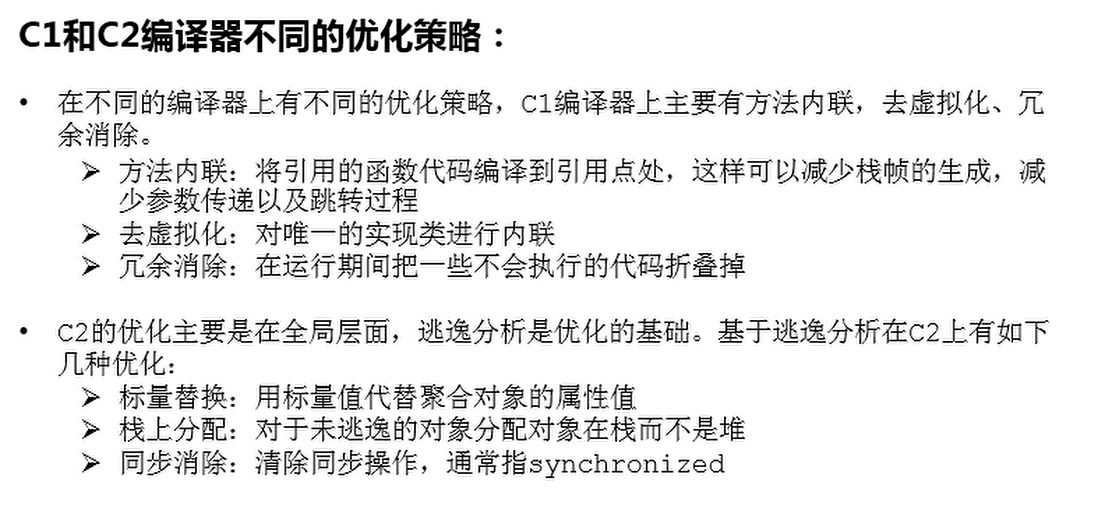 C1和C2编译器不同的优化策略：
• 在不同的编译器上有不同的优化策略，C1编译器上主要有方法内联，去虚拟化、冗
余消除。
➢ 方法内联：将引用的函数代码编译到引用点处，这样可以减少栈帧的生成，减
少参数传递以及跳转过程
➢ 去虚拟化：对唯一的实现类进行内联
➢ 冗余消除：在运行期间把一些不会执行的代码折叠掉
• C2的优化主要是在全局层面，逃逸分析是优化的基础。基于逃逸分析在C2上有如下
几种优化：
➢ 标量替换：用标量值代替聚合对象的属性值
➢ 栈上分配：对于未逃逸的对象分配对象在栈而不是堆
➢ 同步消除：清除同步操作，通常指synchronized